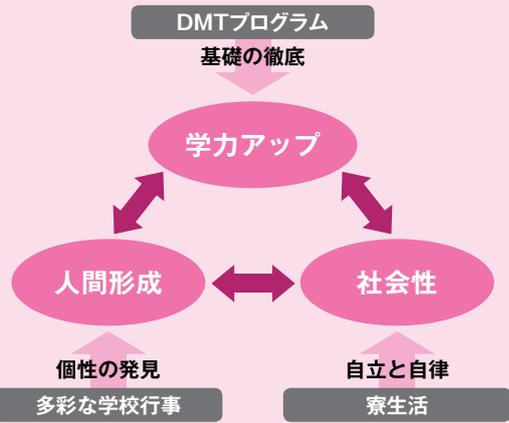 DMTプログラム
基礎の徹底
学力アップ
人間形成
社会性
個性の発見
自立と自律
多彩な学校行事
寮生活